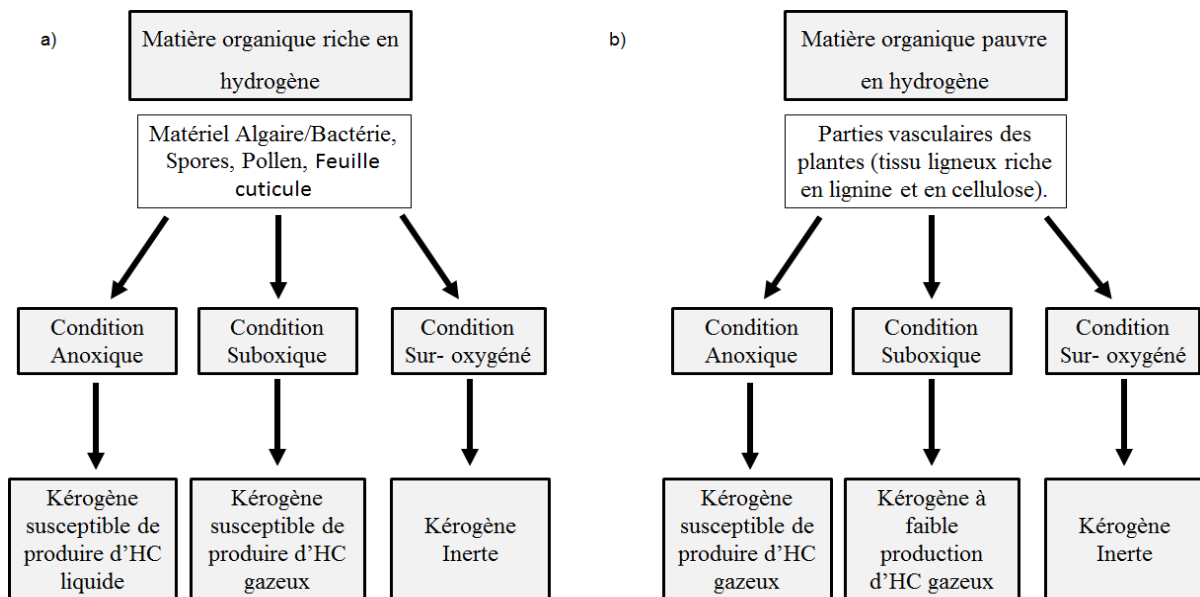 a)
Matière organique riche en
hydrogène
Matériel Algaire/Bactérie,
Spores, Pollen, Feuille
cuticule
Condition
Anoxique
Condition
Suboxique
Condition
Sur- oxygéné
Kérogène
susceptible de
produire d'HC
liquide
Kérogène
susceptible de
produire d'HC
gazeux
Kérogène
Inerte
b)
Matière organique pauvre
en hydrogène
Parties vasculaires des
plantes (tissu ligneux riche
en lignine et en cellulose).
Condition
Anoxique
Condition
Suboxique
Condition
Sur- oxygéné
Kérogène
susceptible de
produire d'HC
gazeux
Kérogène à
faible
production
d'HC gazeux
Kérogène
Inerte